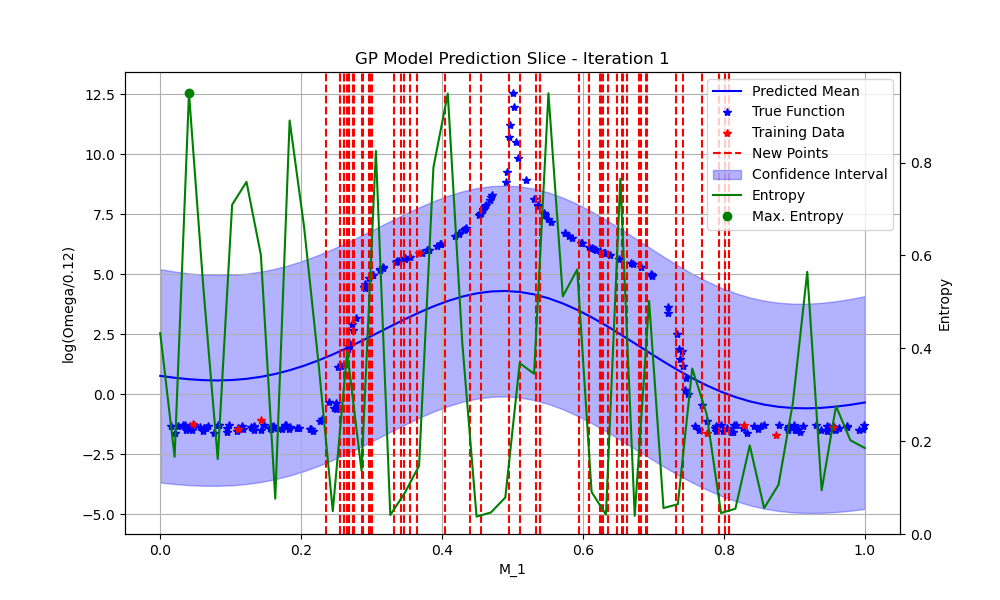 GP Model Prediction Slice - Iteration 1
12.5
10.0
7.5
5.0
2.5
0.0
−2.5
−5.0
log(Omega/0.12)
0.0
0.2
0.4
0.6
0.8
1.0
M_1
0.8
0.6
0.4
0.2
0.0
Entropy
Predicted Mean
True Function
Training Data
New Points
Confidence Interval
Entropy
Max. Entropy